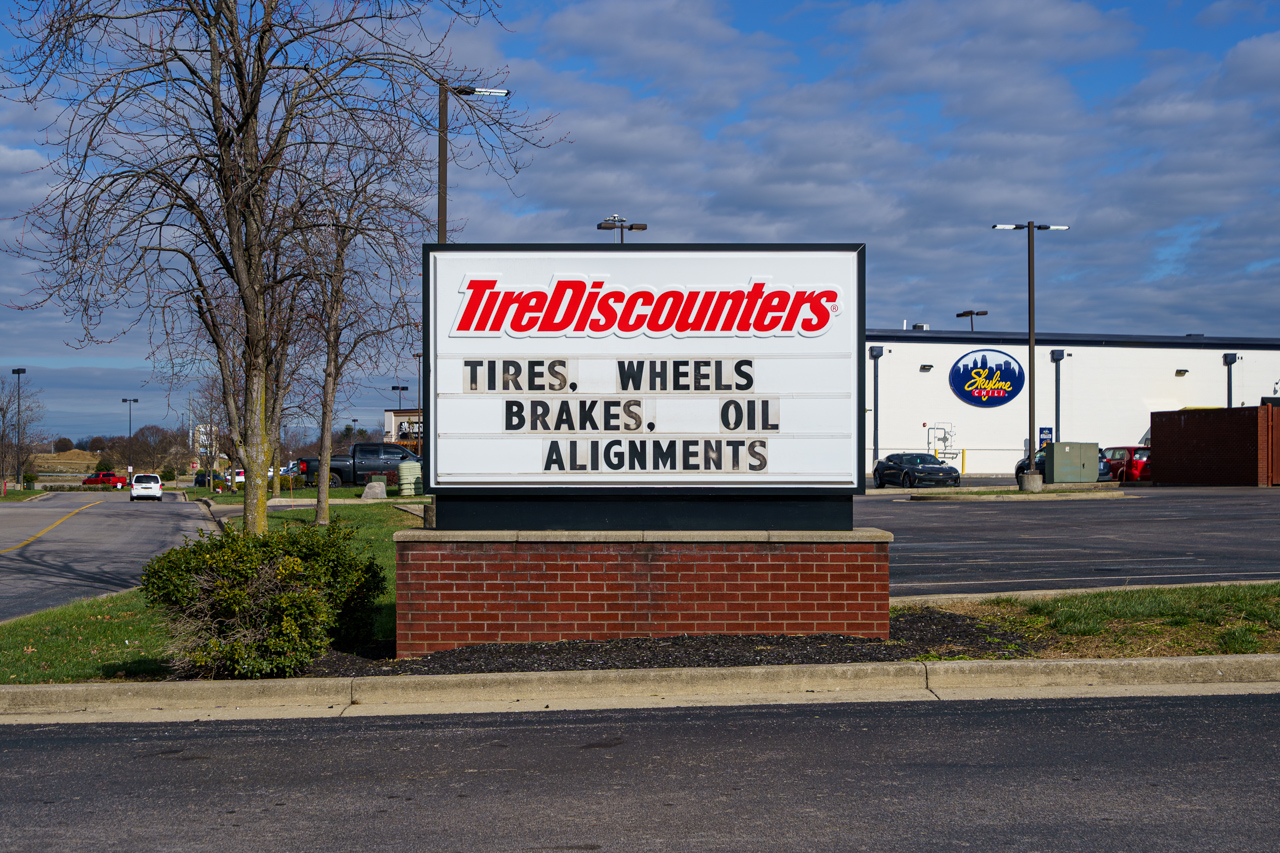 TireDiscounters®
TIRES, WHEELS
BRAKES, OIL
ALIGNMENTS
Skyline
CHILI